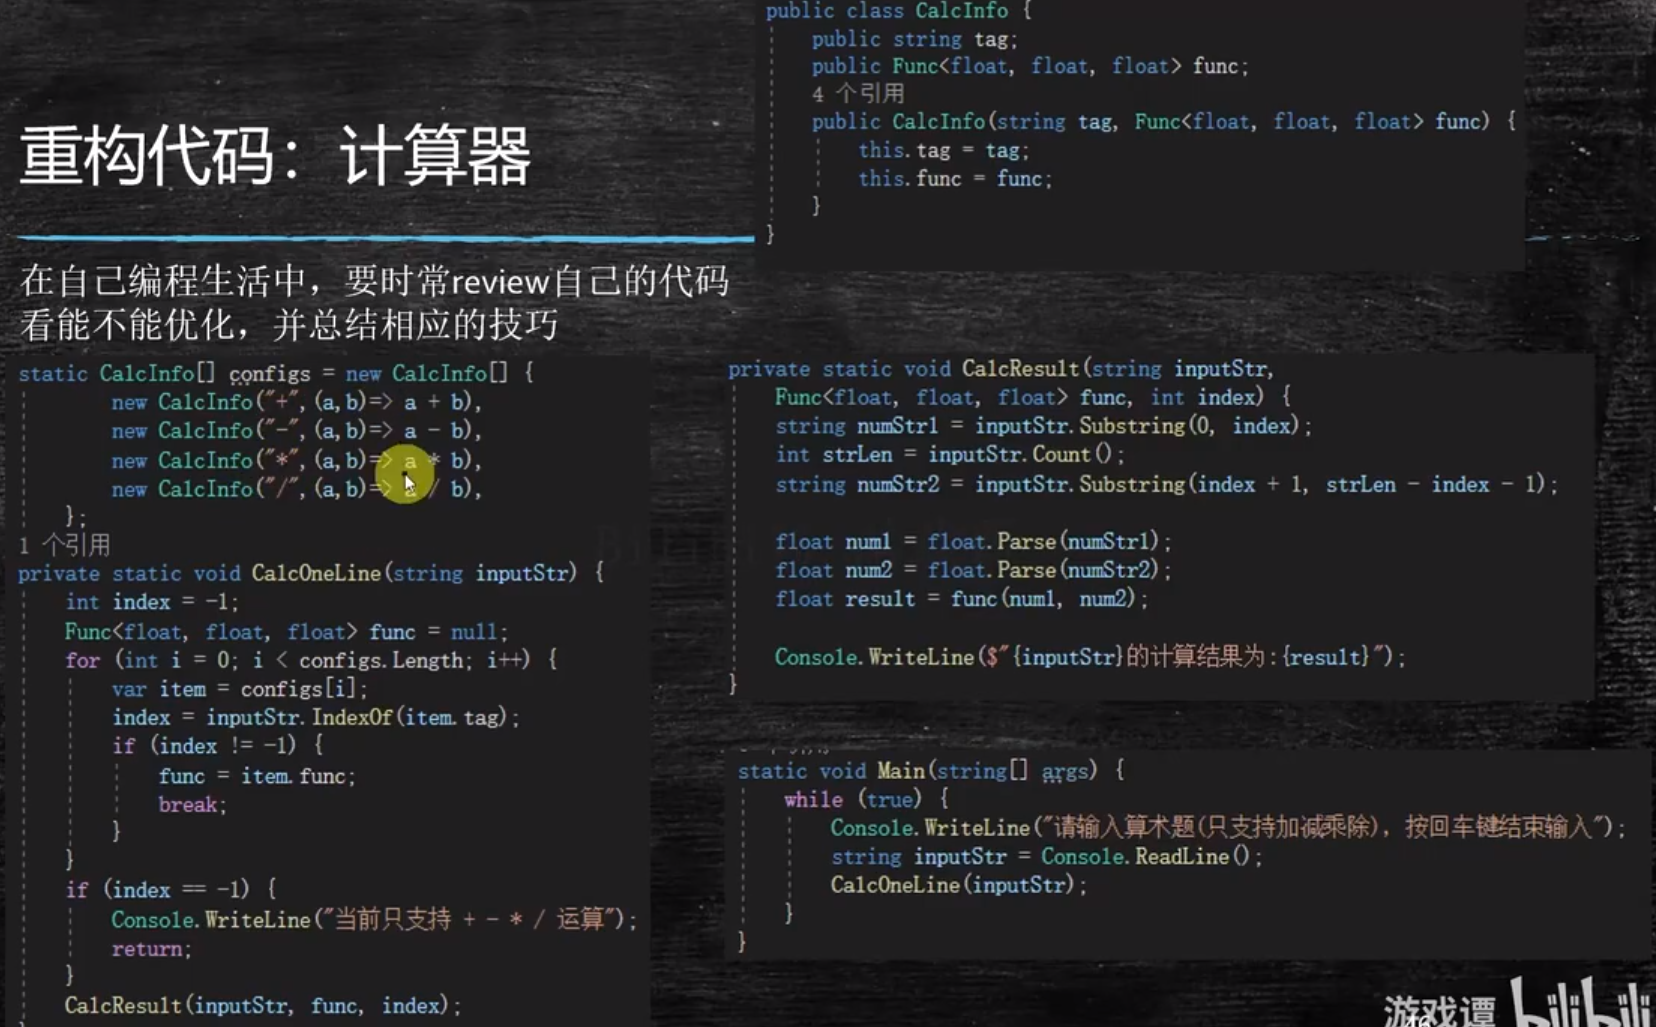 重构代码：计算器
在自己编程生活中，要时常review自己的代码
看能不能优化，并总结相应的技巧
public class CalcInfo {
public string tag;
public Func<float, float, float> func;
4 个引用
public CalcInfo(string tag, Func<float, float, float> func) {
this.tag = tag;
this.func = func;
}
}
static CalcInfo[] configs = new CalcInfo[] {
new CalcInfo("+",(a,b)=> a + b),
new CalcInfo("-",(a,b)=> a - b),
new CalcInfo("*",(a,b)=> a * b),
new CalcInfo("/",(a,b)=> a / b),
};
1 个引用
private static void CalcOneLine(string inputStr) {
int index = -1;
Func<float, float, float> func = null;
for (int i = 0; i < configs.Length; i++) {
var item = configs[i];
index = inputStr.IndexOf(item.tag);
if (index != -1) {
func = item.func;
break;
}
}
if (index == -1) {
Console.WriteLine("当前只支持 + - * / 运算");
return;
}
CalcResult(inputStr, func, index);
private static void CalcResult(string inputStr,
Func<float, float, float> func, int index) {
string numStr1 = inputStr.Substring(0, index);
int strLen = inputStr.Count();
string numStr2 = inputStr.Substring(index + 1, strLen - index - 1);
float num1 = float.Parse(numStr1);
float num2 = float.Parse(numStr2);
float result = func(num1, num2);
Console.WriteLine($"{inputStr}的计算结果为:{result}");
}
static void Main(string[] args) {
while (true) {
Console.WriteLine("请输入算术题(只支持加减乘除), 按回车键结束输入");
string inputStr = Console.ReadLine();
CalcOneLine(inputStr);
}
}
游戏谭 bilibili